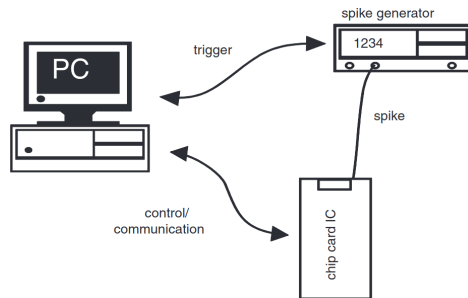 spike generator
1234
trigger
PC
spike
control/
communication
chip card IC